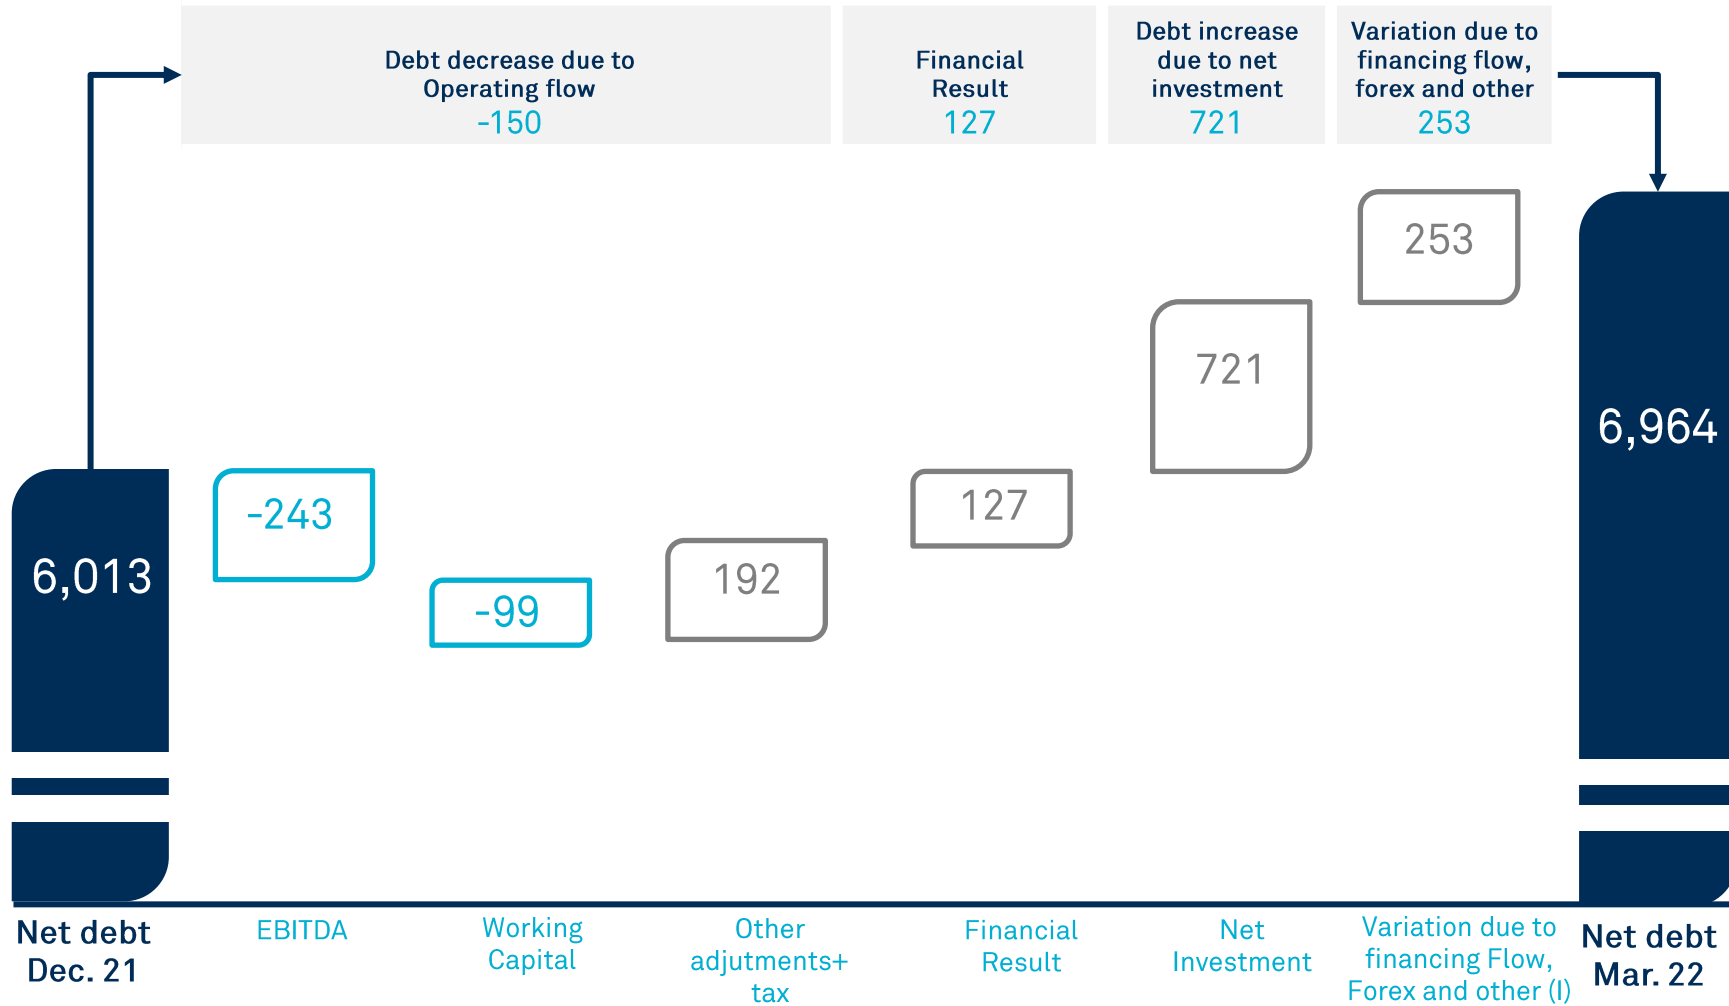 Debt decrease due to
Operating flow
-150
Financial
Result
127
Debt increase
due to net
investment
721
Variation due to
financing flow,
forex and other
253
253
721
6,964
-243
127
6,013
192
-99
Net debt
Dec. 21
EBITDA
Working
Capital
Other
adjutments+
tax
Financial
Result
Net
Investment
Variation due to
financing Flow,
Forex and other (I)
Net debt
Mar. 22